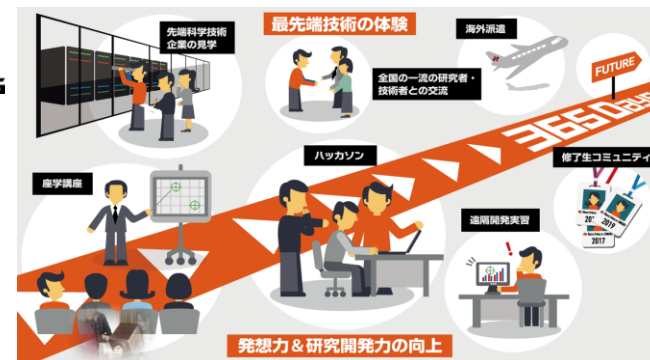 最先端技術の体験
先端科学技術
企業の見学
全国の一流の研究者・
技術者との交流
海外派遣
FUTURE
365Days
座学講座
ハッカソン
修了生コミュニティ
遠隔開発実習
2019
2017
発想力&研究開発力の向上